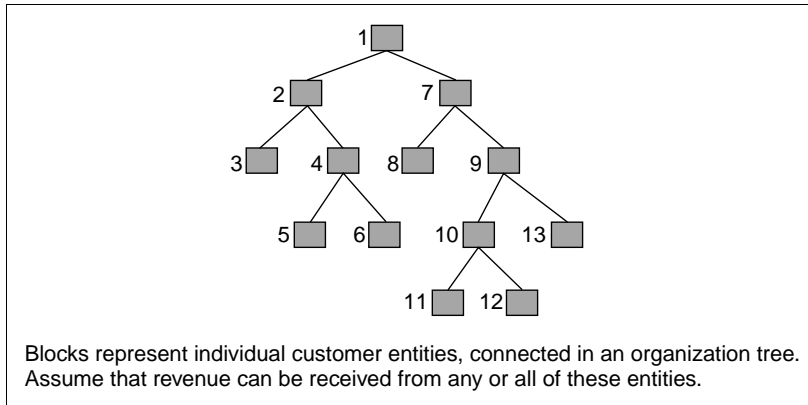 1
2 7
3 4 8 9
5 6 10 13
11 12
Blocks represent individual customer entities, connected in an organization tree.
Assume that revenue can be received from any or all of these entities.